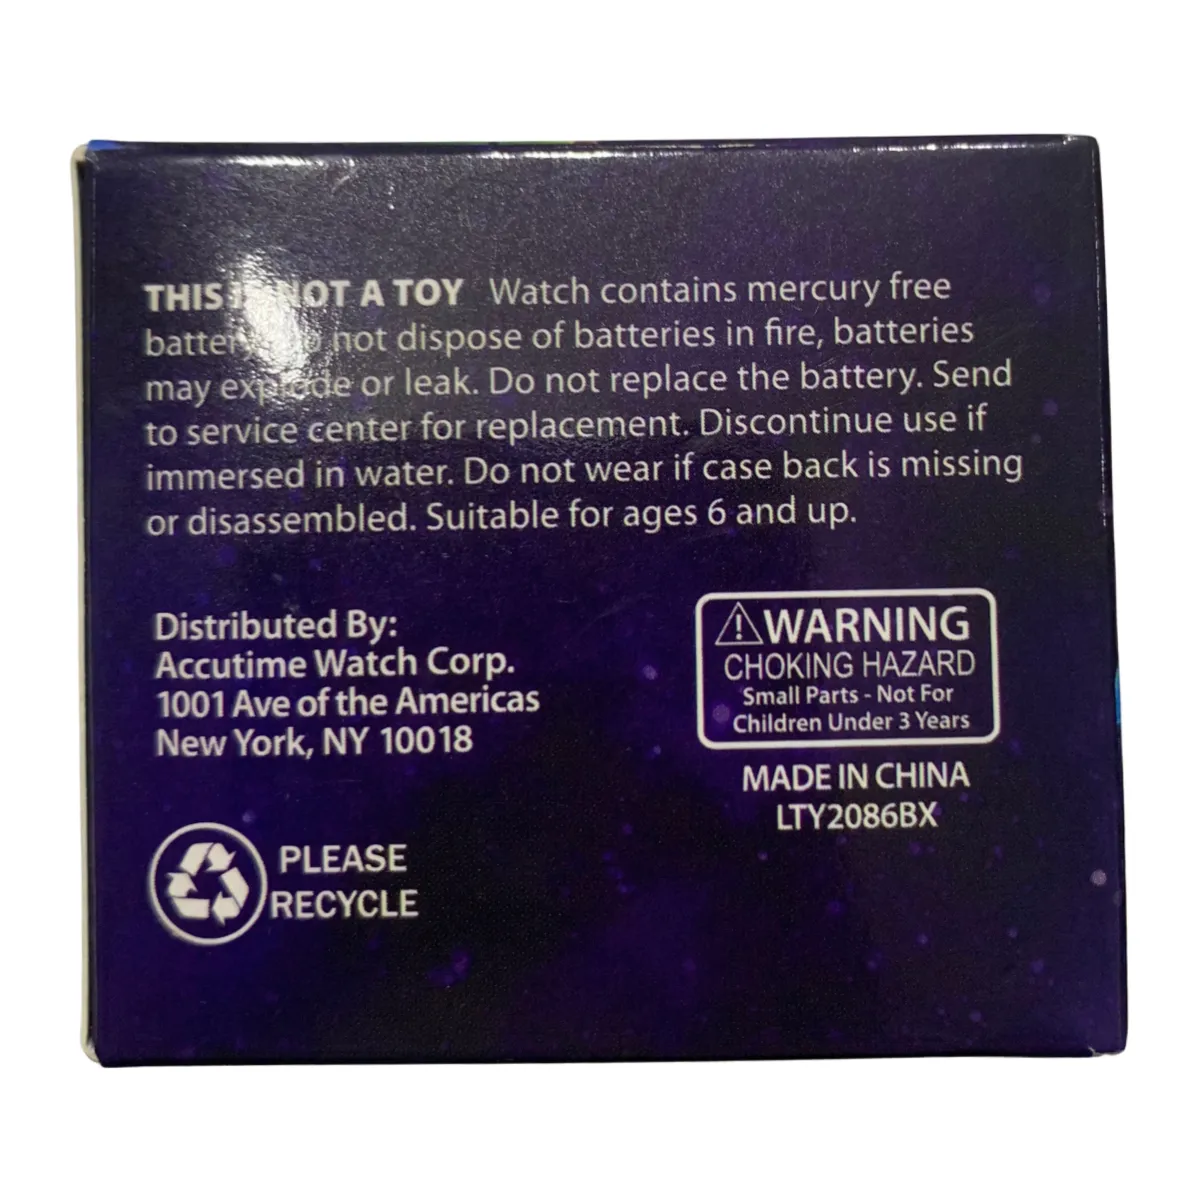 THIS IS NOT A TOY Watch contains mercury free
battery. Do not dispose of batteries in fire, batteries
may explode or leak. Do not replace the battery. Send
to service center for replacement. Discontinue use if
immersed in water. Do not wear if case back is missing
or disassembled. Suitable for ages 6 and up.
Distributed By:
Accutime Watch Corp.
1001 Ave of the Americas
New York, NY 10018
WARNING
CHOKING HAZARD
Small Parts - Not For
Children Under 3 Years
MADE IN CHINA
LTY2086BX
PLEASE
RECYCLE